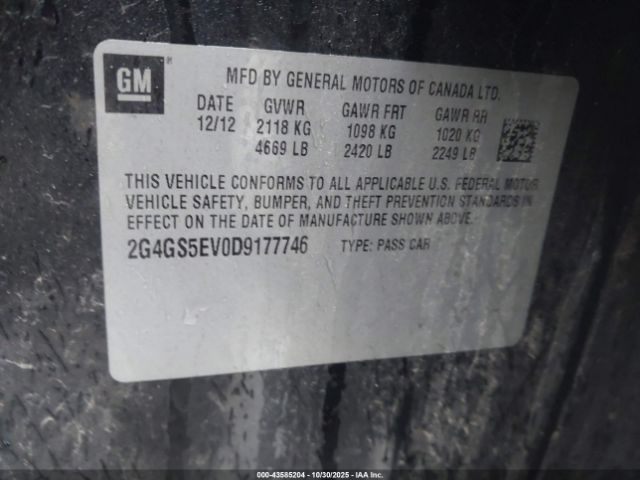 GM ®
MFD BY GENERAL MOTORS OF CANADA LTD.
DATE GVWR GAWR FRT GAWR RR
12/12 2118 KG 1098 KG 1020 KG
4669 LB 2420 LB 2249 LB
THIS VEHICLE CONFORMS TO ALL APPLICABLE U.S. FEDERAL MOTOR
VEHICLE SAFETY, BUMPER, AND THEFT PREVENTION STANDARDS IN
EFFECT ON THE DATE OF MANUFACTURE SHOWN ABOVE.
2G4GS5EV0D9177746 TYPE: PASS CAR
000-43585204 | 10/30/2025 - IAA Inc.